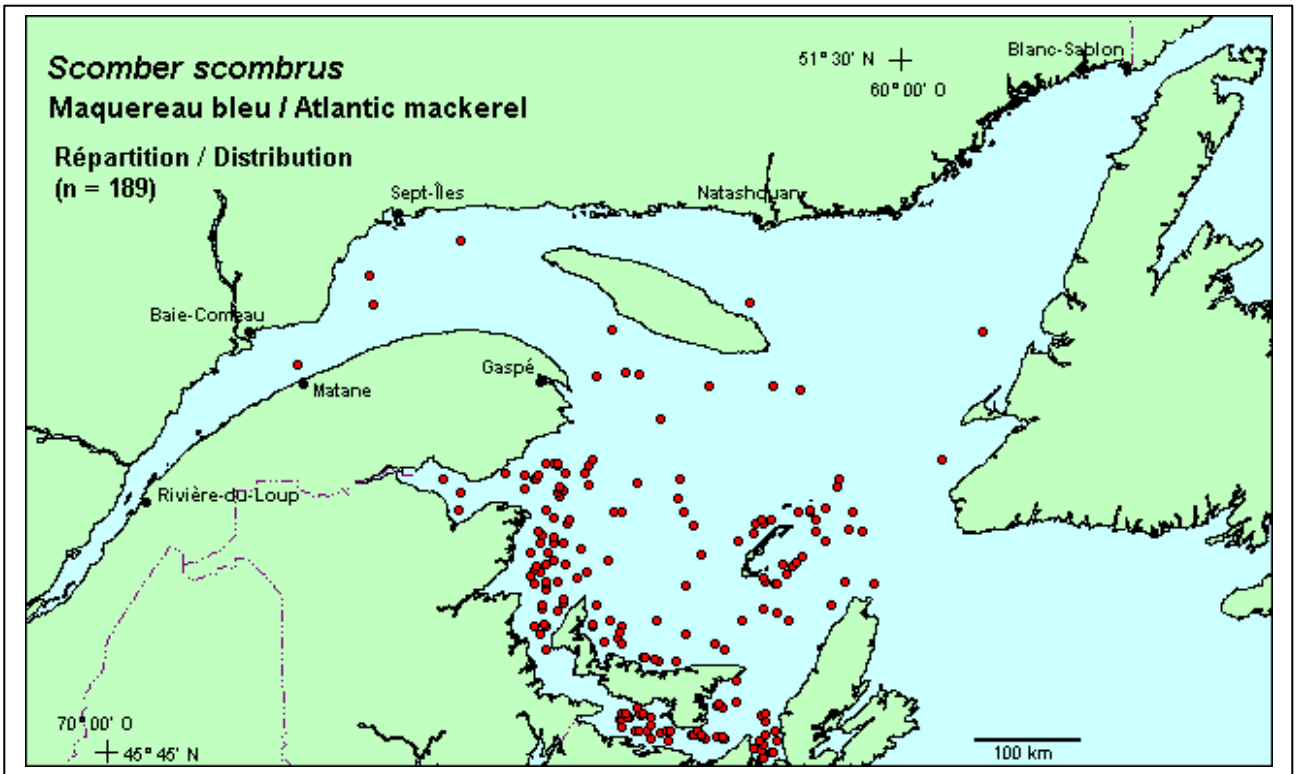 Scomber scombrus
Maquereau bleu / Atlantic mackerel
Répartition / Distribution
(n = 189)
51° 30' N
60° 00' O
Blanc-Sablon
Sept-Îles
Natashquan
Baie-Comeau
Matane
Gaspé
Rivière-du-Loup
70° 00' O
45° 45' N
100 km